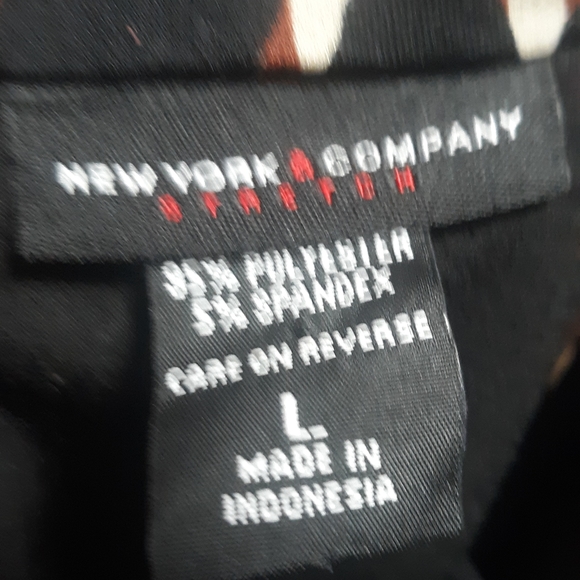 NEW YORK & COMPANY
STRETCH
95% POLYESTER
5% SPANDEX
CARE ON REVERSE
L
MADE IN
INDONESIA